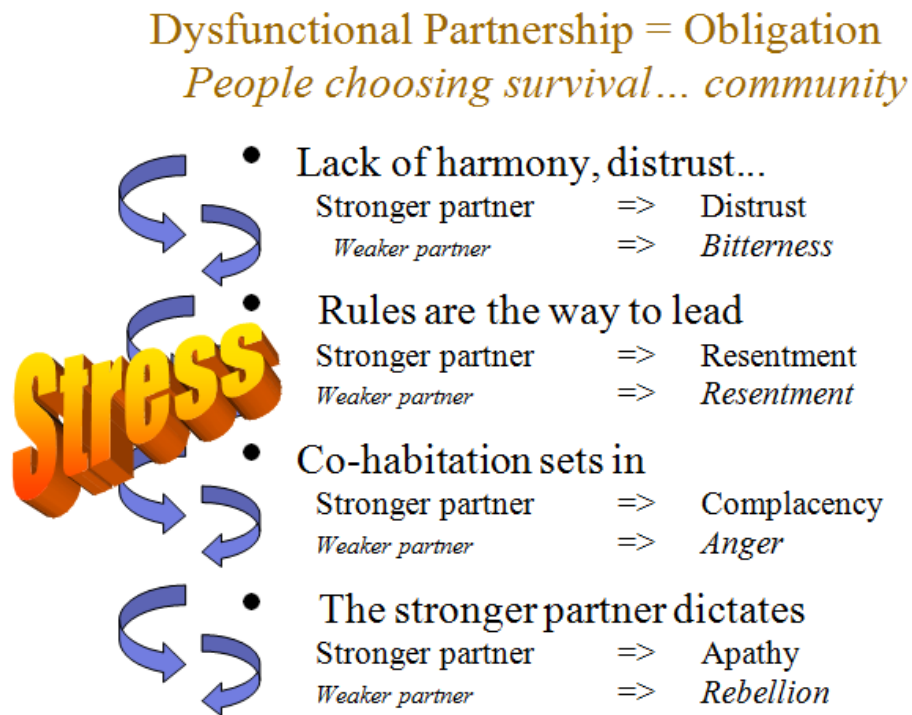 Dysfunctional Partnership = Obligation
People choosing survival... community
• Lack of harmony, distrust...
Stronger partner => Distrust
Weaker partner => Bitterness
• Rules are the way to lead
Stronger partner => Resentment
Weaker partner => Resentment
Stress
• Co-habitation sets in
Stronger partner => Complacency
Weaker partner => Anger
• The stronger partner dictates
Stronger partner => Apathy
Weaker partner => Rebellion